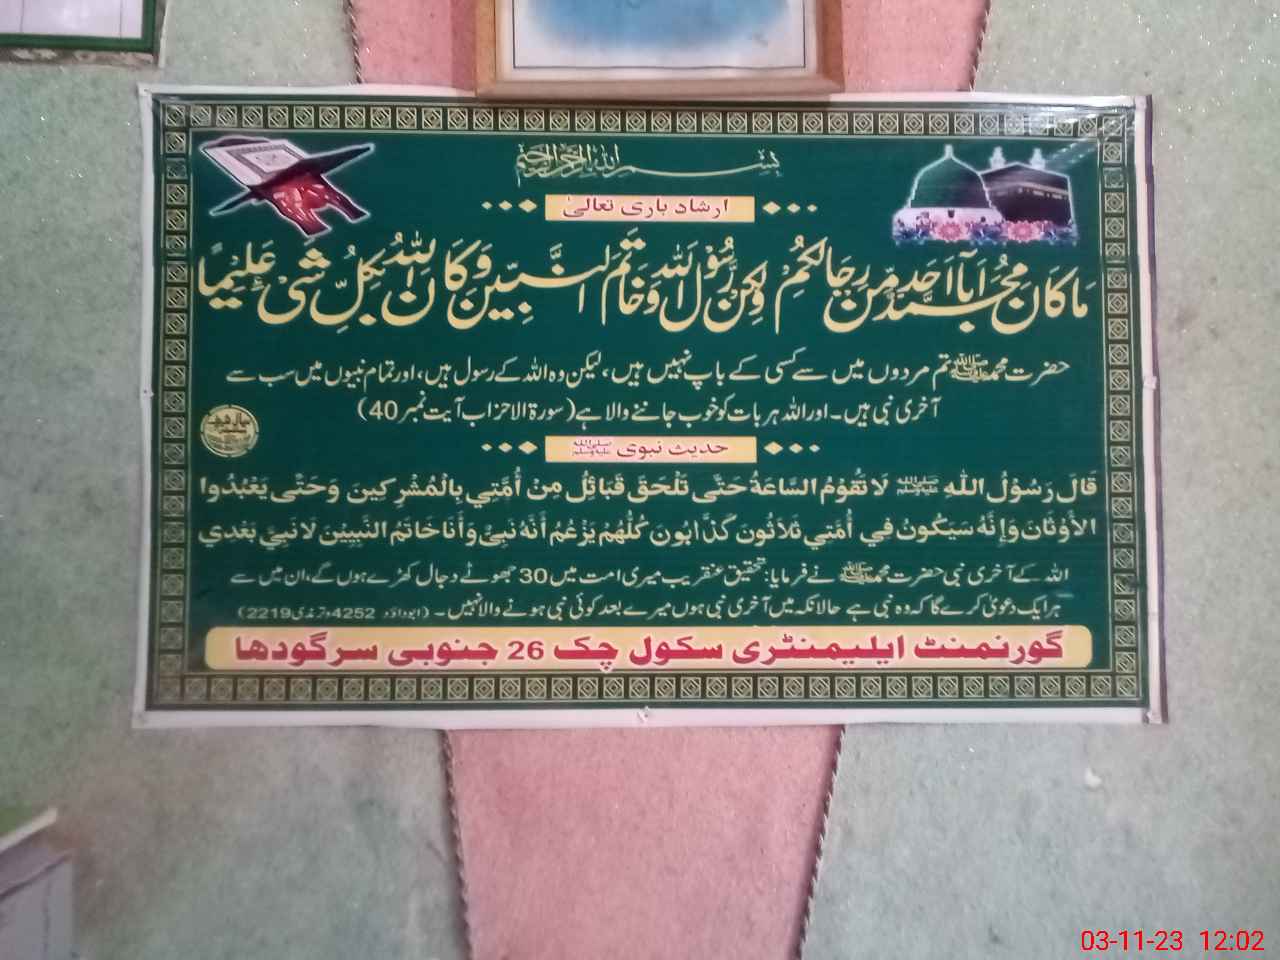 بسم الله الرحمن الرحيم
ارشاد باری تعالیٰ
مَا كَانَ مُحَمَّدٌ اَبَاۤ اَحَدٍ مِّنْ رِّجَالِكُمْ وَلٰكِنْ رَّسُوْلَ اللّٰهِ وَخَاتَمَ النَّبِيّٖنَ وَكَانَ اللّٰهُ بِكُلِّ شَيْءٍ عَلِيْمًا
حضرت محمد ﷺ تم مردوں میں سے کسی کے باپ نہیں ہیں، لیکن وہ اللہ کے رسول ہیں، اور تمام نبیوں میں سب سے
آخری نبی ہیں۔ اور اللہ ہر بات کو خوب جاننے والا ہے (سورۃ الاحزاب آیت نمبر 40)
حدیث نبوی ﷺ
قَالَ رَسُوْلُ اللّٰهِ ﷺ لَا تَقُوْمُ السَّاعَةُ حَتَّى تَلْحَقَ قَبَائِلُ مِنْ أُمَّتِي بِالْمُشْرِكِينَ وَحَتَّى يَعْبُدُوا
الأَوْثَانَ وَإِنَّهُ سَيَكُونُ فِي أُمَّتِي ثَلَاثُونَ كَذَّابُونَ كُلُّهُمْ يَزْعُمُ أَنَّهُ نَبِيٌّ وَأَنَا خَاتَمُ النَّبِيِّيْنَ لَا نَبِيَّ بَعْدِي
اللہ کے آخری نبی حضرت محمد ﷺ نے فرمایا: تحقیق عنقریب میری امت میں 30 جھوٹے دجال کھڑے ہوں گے، ان میں سے
ہر ایک دعویٰ کرے گا کہ وہ نبی ہے حالانکہ میں آخری نبی ہوں میرے بعد کوئی نبی ہونے والا نہیں۔ (ابوداؤد 4252 و ترمذی 2219)
گورنمنٹ ایلیمنٹری سکول چک 26 جنوبی سرگودھا
03-11-23 12:02